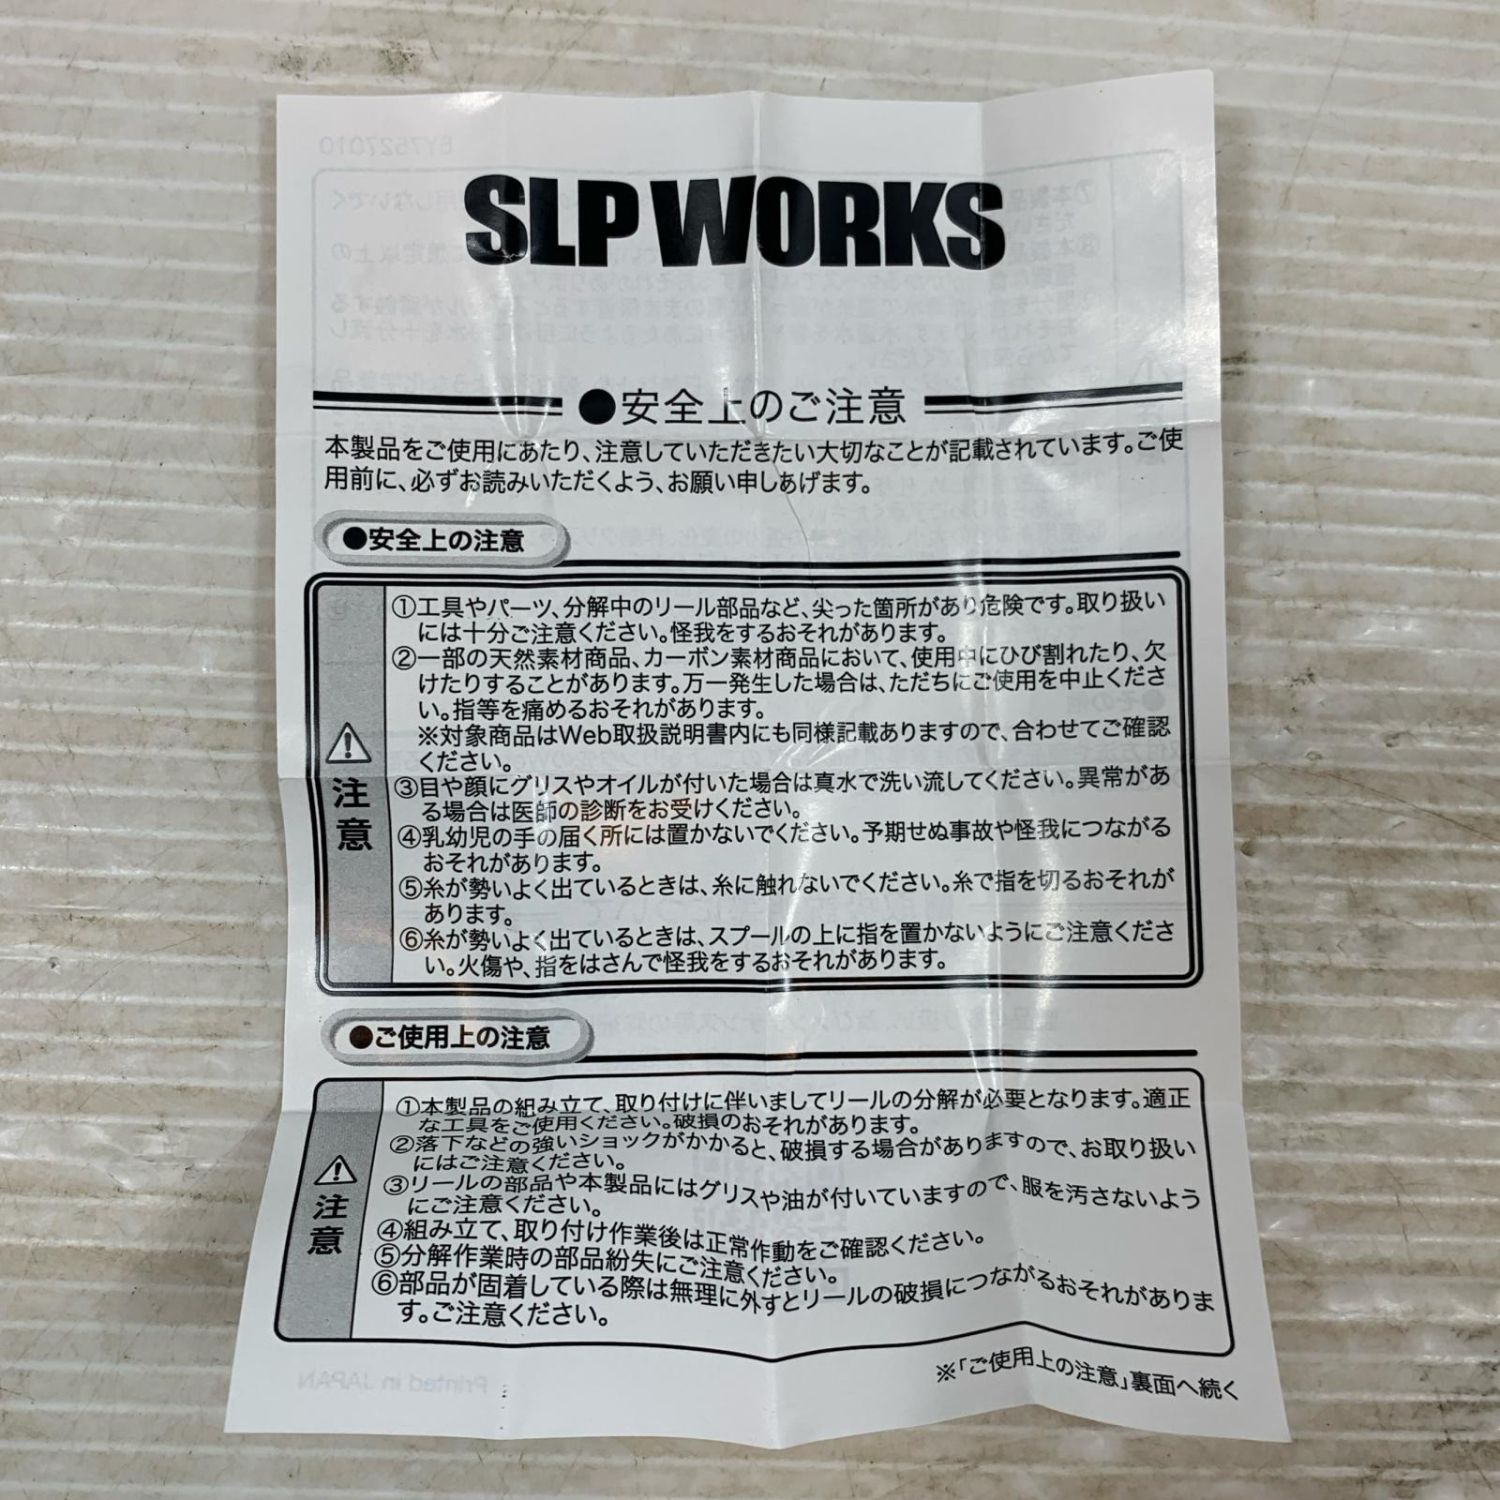 SLP WORKS
●安全上のご注意
本製品をご使用にあたり、注意していただきたい大切なことが記載されています。ご使
用前に、必ずお読みいただくよう、お願い申しあげます。
●安全上の注意
注意
①工具やパーツ、分解中のリール部品など、尖った箇所があり危険です。取り扱い
には十分ご注意ください。怪我をするおそれがあります。
②一部の天然素材商品、カーボン素材商品において、使用中にひび割れたり、欠
けたりすることがあります。万一発生した場合は、ただちにご使用を中止くださ
い。指等を痛めるおそれがあります。
※対象商品はWeb取扱説明書内にも同様記載ありますので、合わせてご確認
ください。
③目や顔にグリスやオイルが付いた場合は真水で洗い流してください。異常があ
る場合は医師の診断をお受けください。
④乳幼児の手の届く所には置かないでください。予期せぬ事故や怪我につながる
おそれがあります。
⑤糸が勢いよく出ているときは、糸に触れないでください。糸で指を切るおそれが
あります。
⑥糸が勢いよく出ているときは、スプールの上に指を置かないようにご注意くださ
い。火傷や、指をはさんで怪我をするおそれがあります。
●ご使用上の注意
注意
①本製品の組み立て、取り付けに伴いましてリールの分解が必要となります。適正
な工具をご使用ください。破損のおそれがあります。
②落下などの強いショックがかかると、破損する場合がありますので、お取り扱い
にはご注意ください。
③リールの部品や本製品にはグリスや油が付いていますので、服を汚さないよう
にご注意ください。
④組み立て、取り付け作業後は正常作動をご確認ください。
⑤分解作業時の部品紛失にご注意ください。
⑥部品が固着している際は無理に外すとリールの破損につながるおそれがありま
す。ご注意ください。
※「ご使用上の注意」裏面へ続く
EY7527010
Printed in JAPAN